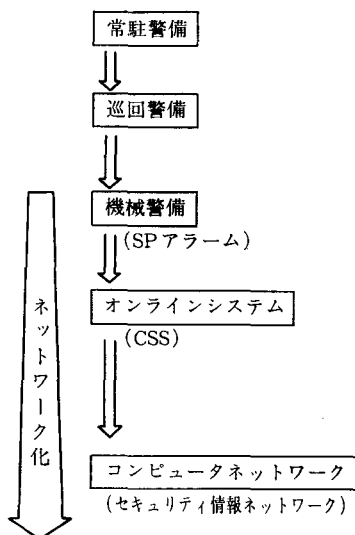 常駐警備
巡回警備
機械警備
(SPアラーム)
オンラインシステム
(CSS)
ネットワーク化
コンピュータネットワーク
(セキュリティ情報ネットワーク)